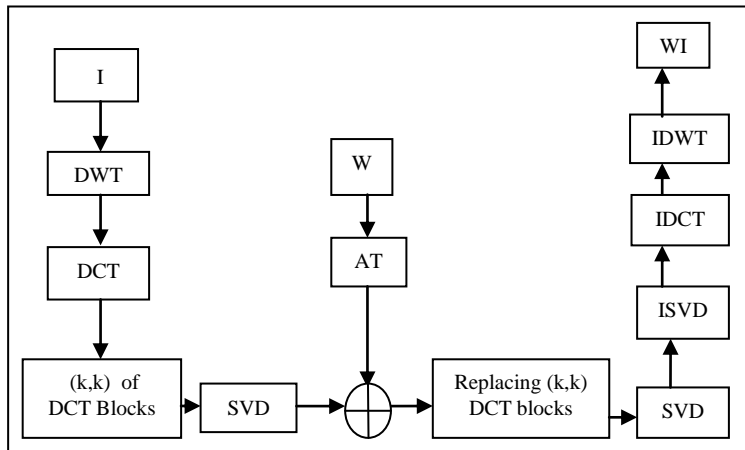 I
DWT
DCT
(k,k) of
DCT Blocks
SVD
W
AT
Replacing (k,k)
DCT blocks
SVD
ISVD
IDCT
IDWT
WI